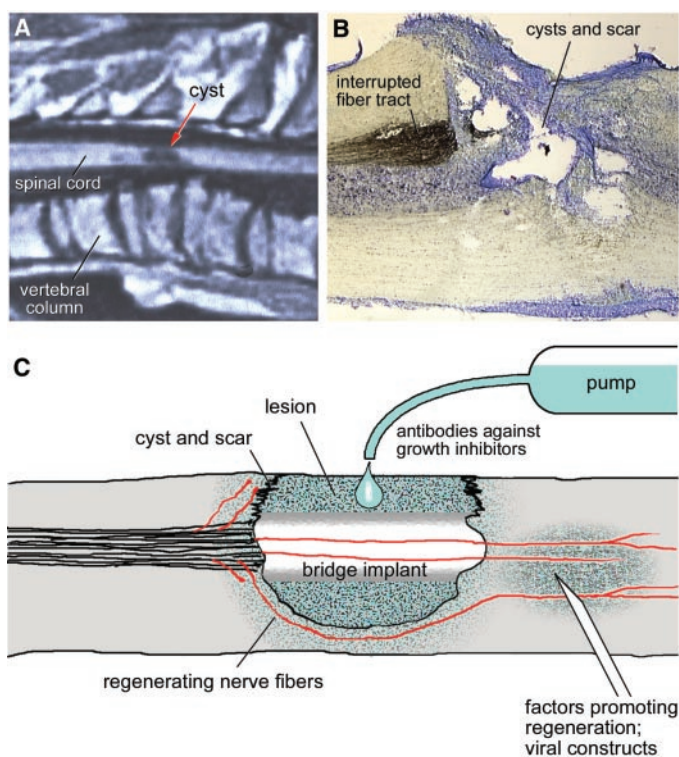 A
cyst
spinal cord
vertebral
column
B
cysts and scar
interrupted
fiber tract
C
pump
lesion
antibodies against
growth inhibitors
cyst and scar
bridge implant
regenerating nerve fibers
factors promoting
regeneration;
viral constructs